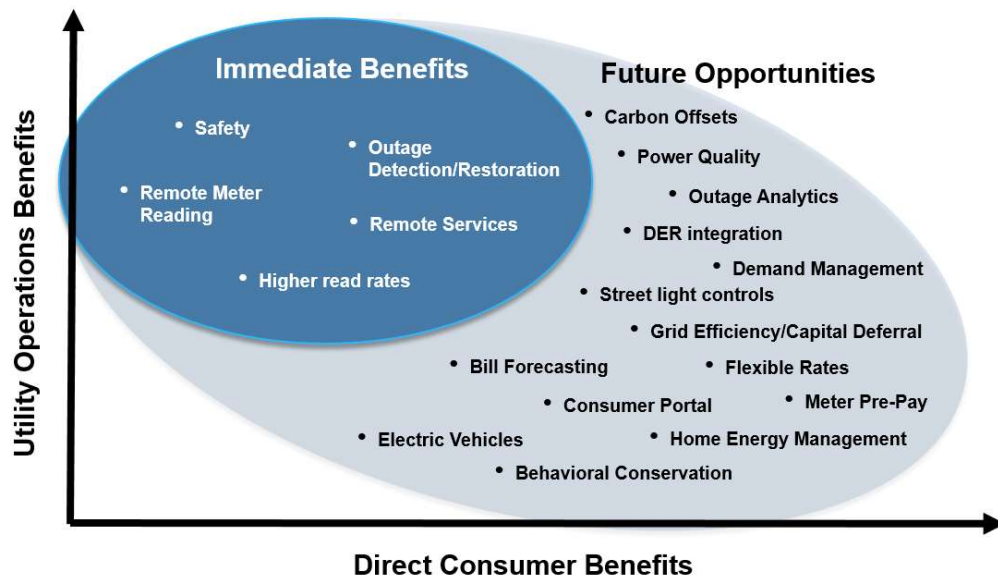 Utility Operations Benefits
Immediate Benefits
• Safety
• Outage
Detection/Restoration
• Remote Meter
Reading
• Remote Services
• Higher read rates
Future Opportunities
• Carbon Offsets
• Power Quality
• Outage Analytics
• DER integration
• Demand Management
• Street light controls
• Grid Efficiency/Capital Deferral
• Bill Forecasting
• Flexible Rates
• Consumer Portal
• Meter Pre-Pay
• Electric Vehicles
• Home Energy Management
• Behavioral Conservation
Direct Consumer Benefits